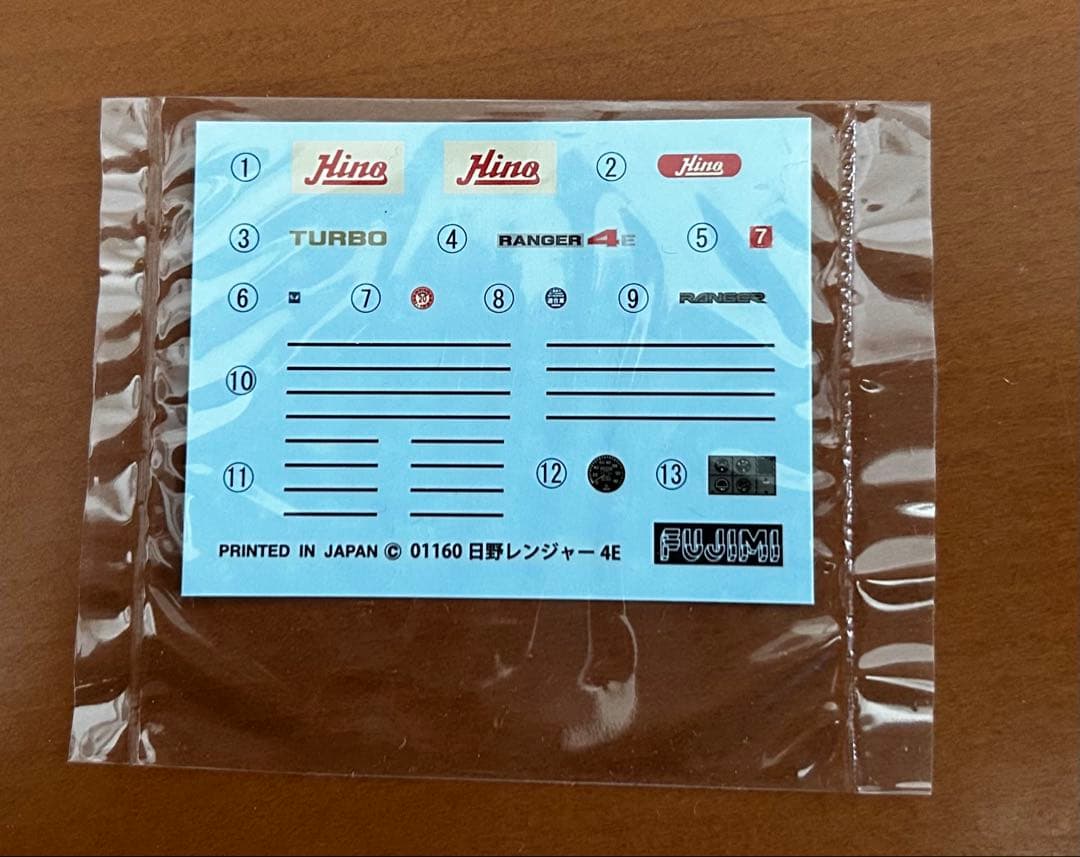 ① Hino Hino ② Hino
③ TURBO ④ RANGER 4E ⑤ 7
⑥ ⑦ ⑧ ⑨ RANGER
⑩
⑪ ⑫ ⑬
PRINTED IN JAPAN © 01160 日野レンジャー 4E FUJIMI